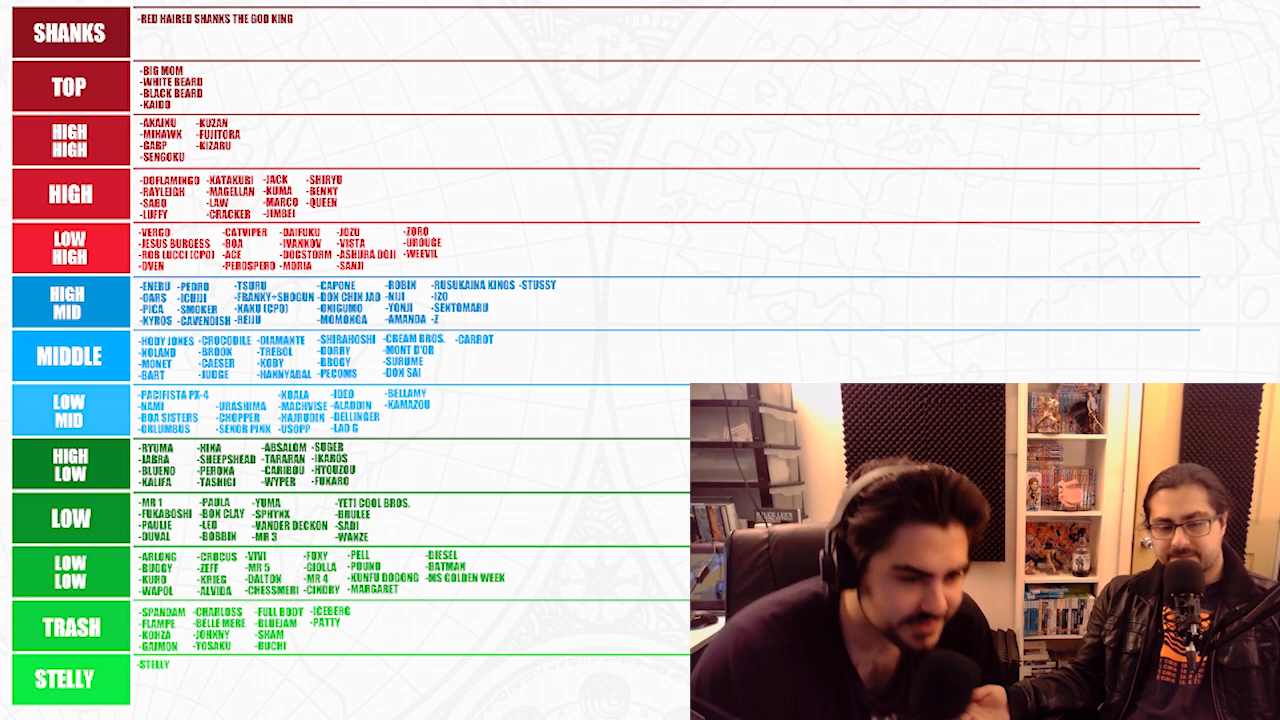 SHANKS
-RED HAIRED SHANKS THE GOD KING
TOP
-BIG MOM
-WHITE BEARD
-BLACK BEARD
-KAIDO
HIGH HIGH
-AKAINU -KUZAN
-MIHAWK -FUJITORA
-GARP -KIZARU
-SENGOKU
HIGH
-DOFLAMINGO -KATAKURI -JACK -SHIRYU
-RAYLEIGH -MAGELLAN -KUMA -BENNY
-SABO -LAW -MARCO -QUEEN
-LUFFY -CRACKER -JIMBEI
LOW HIGH
-VERGO -CATVIPER -DAIFUKU -JOZU -ZORO
-JESUS BURGESS -BOA -IVANKOV -VISTA -UROUGE
-ROB LUCCI (CPO) -ACE -DOGSTORM -ASHURA DOJI -WEEVIL
-OVEN -PEROSPERO -MORIA -SANJI
HIGH MID
-ENERU -PEDRO -TSURU -CAPONE -ROBIN -RUSUKAINA KINGS -STUSSY
-OARS -ICHIJI -FRANKY+SHOGUN -DON CHIN JAO -NIJI -IZO
-PICA -SMOKER -KAKU (CPO) -ONIGUMO -YONJI -SENTOMARU
-KYROS -CAVENDISH -REIJU -MOMONGA -AMANDA -Z
MIDDLE
-HODY JONES -CROCODILE -DIAMANTE -SHIRAHOSHI -CREAM BROS. -CARROT
-NOLAND -BROOK -TREBOL -DORRY -MONT D'OR
-MONET -CAESER -KOBY -BROGY -SURUME
-BART -JUDGE -HANNYABAL -PECOMS -DON SAI
LOW MID
-PACIFISTA PX-4 -KOALA -IDEO -BELLAMY
-NAMI -URASHIMA -MACHVISE -ALADDIN -KAMAZOU
-BOA SISTERS -CHOPPER -HAJRUDIN -DELLINGER
-ORLUMBUS -SENOR PINK -USOPP -LAO G
HIGH LOW
-RYUMA -HINA -ABSALOM -SUGER
-JABRA -SHEEPSHEAD -TARARAN -IKAROS
-BLUENO -PERONA -CARIBOU -HYOUZOU
-KALIFA -TASHIGI -WYPER -FUKARO
LOW
-MR 1 -PAULA -YUMA -YETI COOL BROS.
-FUKABOSHI -BON CLAY -SPHYNX -BRULEE
-PAULIE -LEO -VANDER DECKON -SADI
-DUVAL -BOBBIN -MR 3 -WANZE
LOW LOW
-ARLONG -CROCUS -VIVI -FOXY -PELL -DIESEL
-BUGGY -ZEFF -MR 5 -GIOLLA -POUND -BATMAN
-KURO -KRIEG -DALTON -MR 4 -KUNFU DOGONG -MS GOLDEN WEEK
-WAPOL -ALVIDA -CHESSMERI -CINDRY -MARGARET
TRASH
-SPANDAM -CHARLOSS -FULL BODY -ICEBERG
-FLAMPE -BELLE MERE -BLUEJAM -PATTY
-KOHZA -JOHNNY -SHAM
-GAIMON -YOSAKU -BUCHI
STELLY
-STELLY